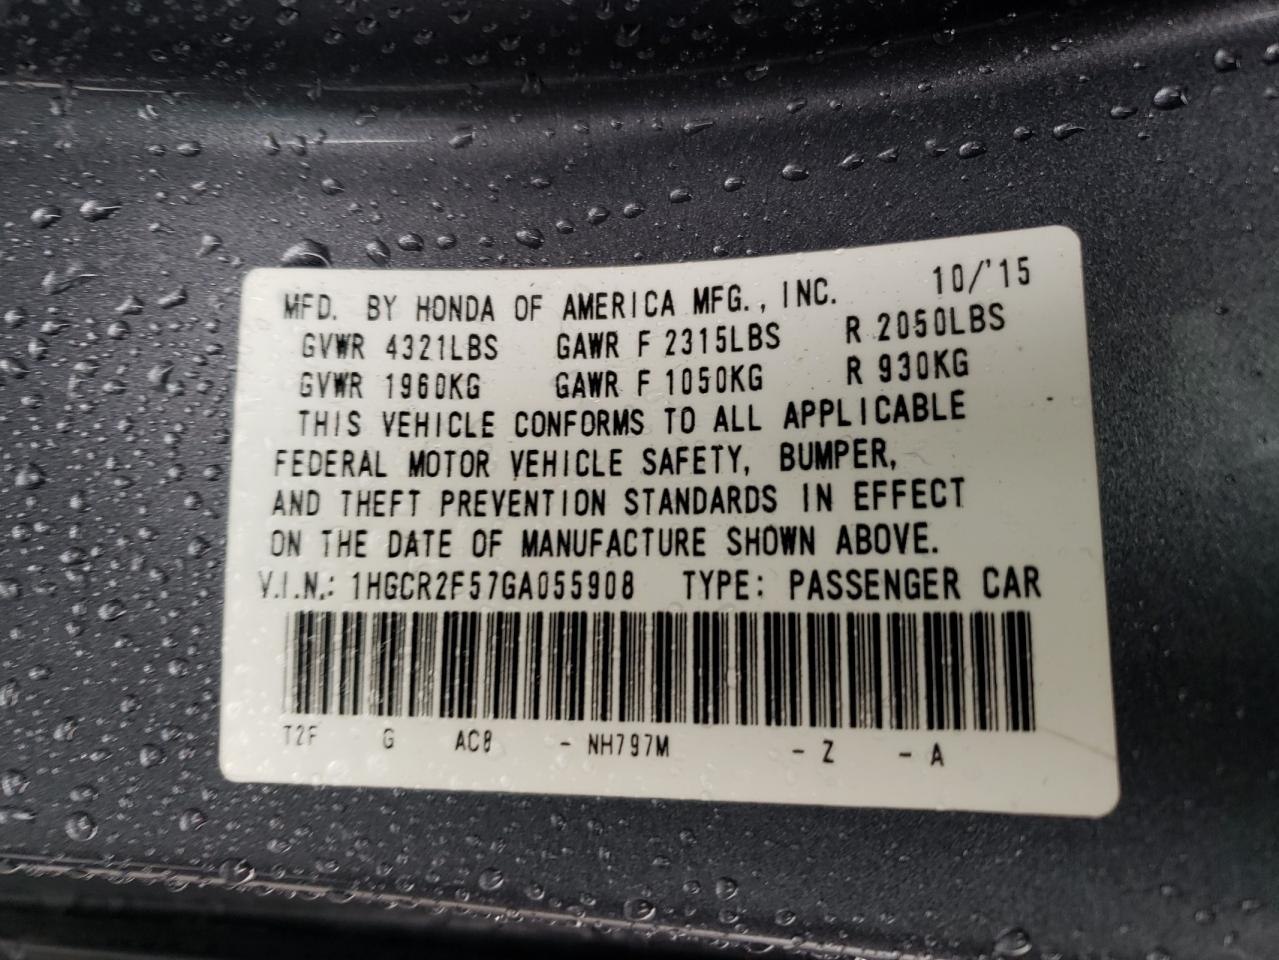 MFD. BY HONDA OF AMERICA MFG., INC. 10/'15
GVWR 4321LBS GAWR F 2315LBS R 2050LBS
GVWR 1960KG GAWR F 1050KG R 930KG
THIS VEHICLE CONFORMS TO ALL APPLICABLE
FEDERAL MOTOR VEHICLE SAFETY, BUMPER,
AND THEFT PREVENTION STANDARDS IN EFFECT
ON THE DATE OF MANUFACTURE SHOWN ABOVE.
V.I.N.: 1HGCR2F57GA055908 TYPE: PASSENGER CAR
T2F G AC8 - NH797M - Z - A